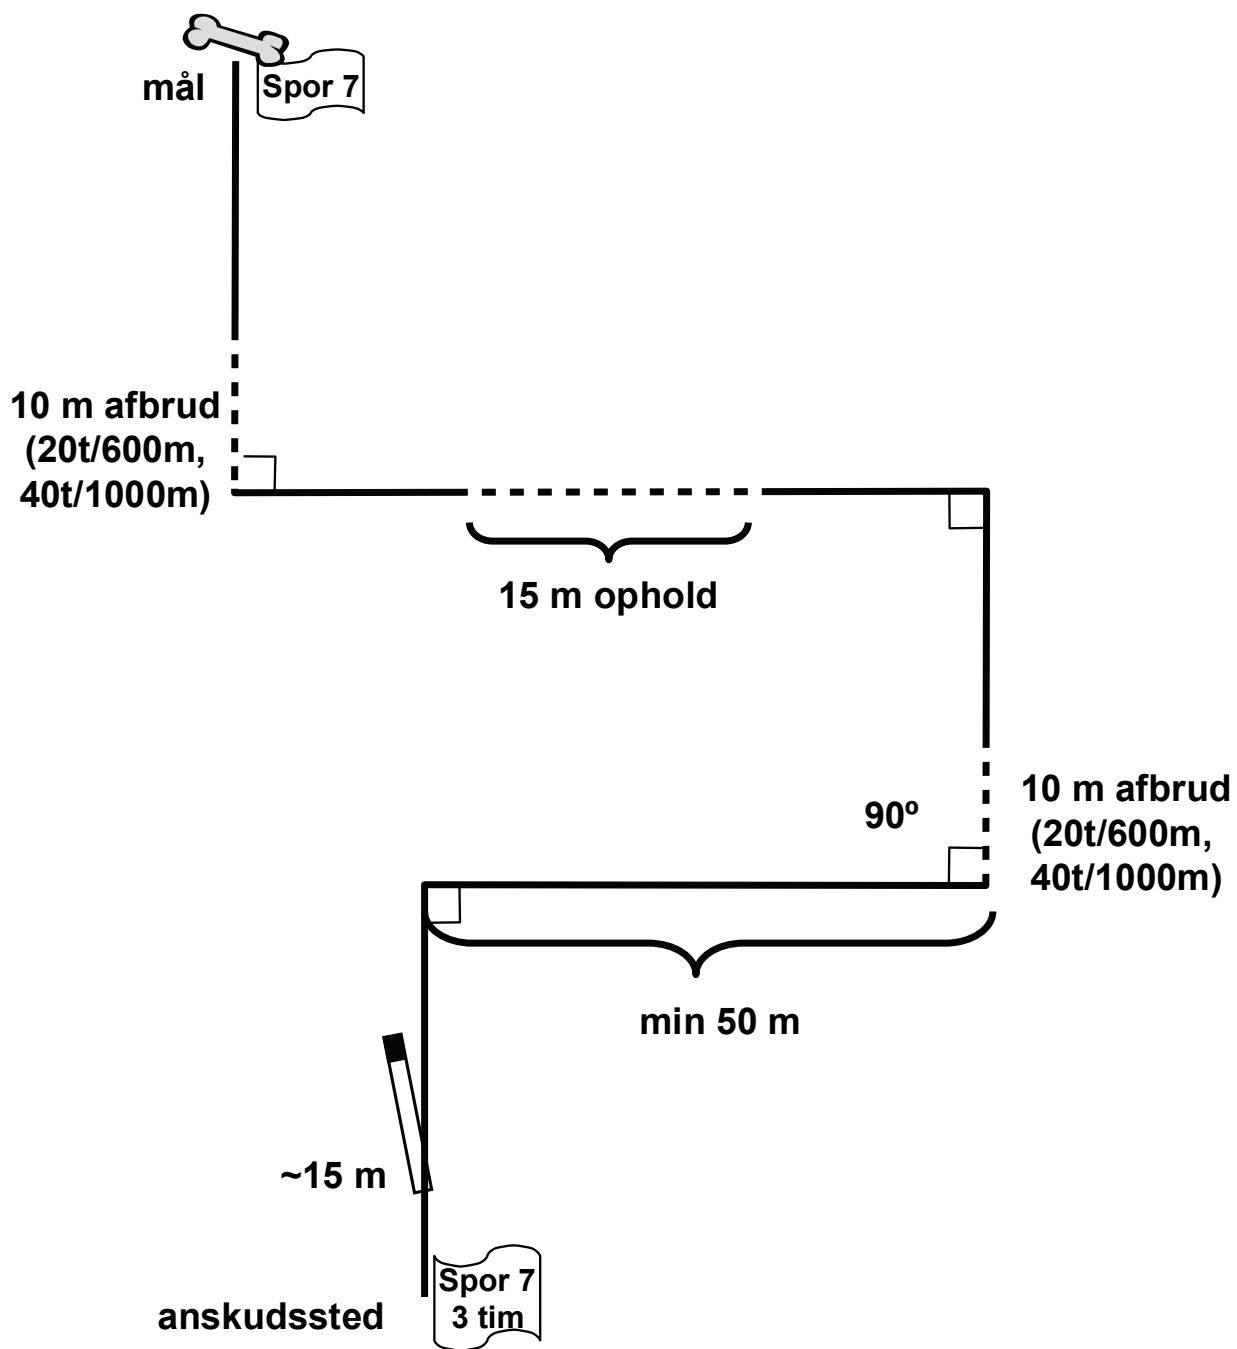 mål
Spor 7
10 m afbrud
(20t/600m,
40t/1000m)
15 m ophold
10 m afbrud
(20t/600m,
40t/1000m)
90º
min 50 m
~15 m
Spor 7
3 tim
anskudssted